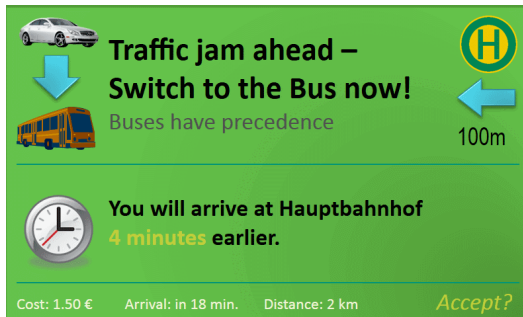 Traffic jam ahead –
Switch to the Bus now!
Buses have precedence
H
100m
You will arrive at Hauptbahnhof
4 minutes earlier.
Cost: 1.50 €
Arrival: in 18 min.
Distance: 2 km
Accept?